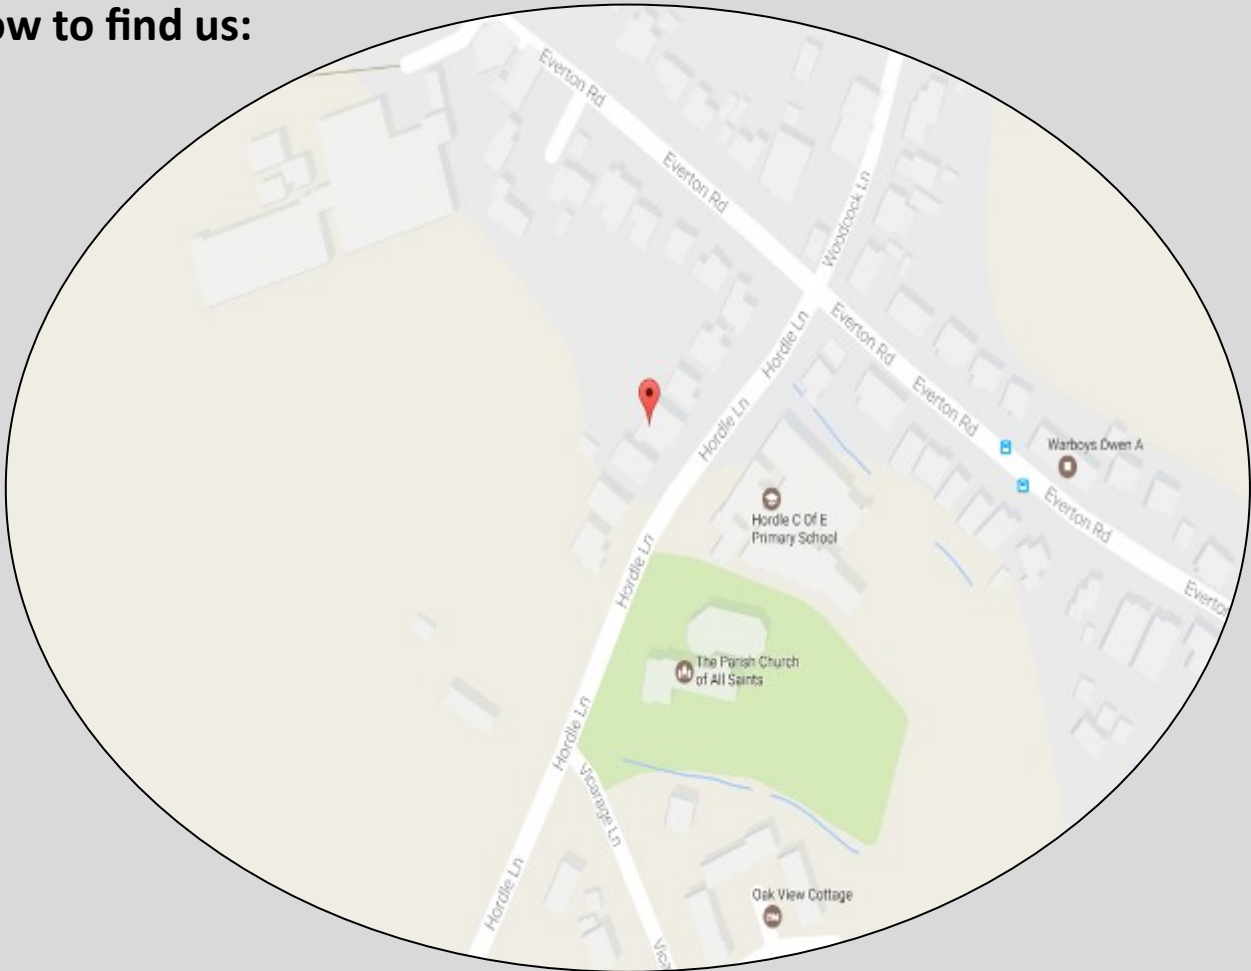 ow to find us:
Everton Rd
Everton Rd
Woodcock Ln
Everton Rd
Hordle Ln
Everton Rd
Hordle Ln
Warboys Owen A
Hordle C Of E
Primary School
Everton Rd
Hordle Ln
Everto
The Parish Church
of All Saints
Hordle Ln
Vicarage Ln
Hordle Ln
Oak View Cottage
Vica